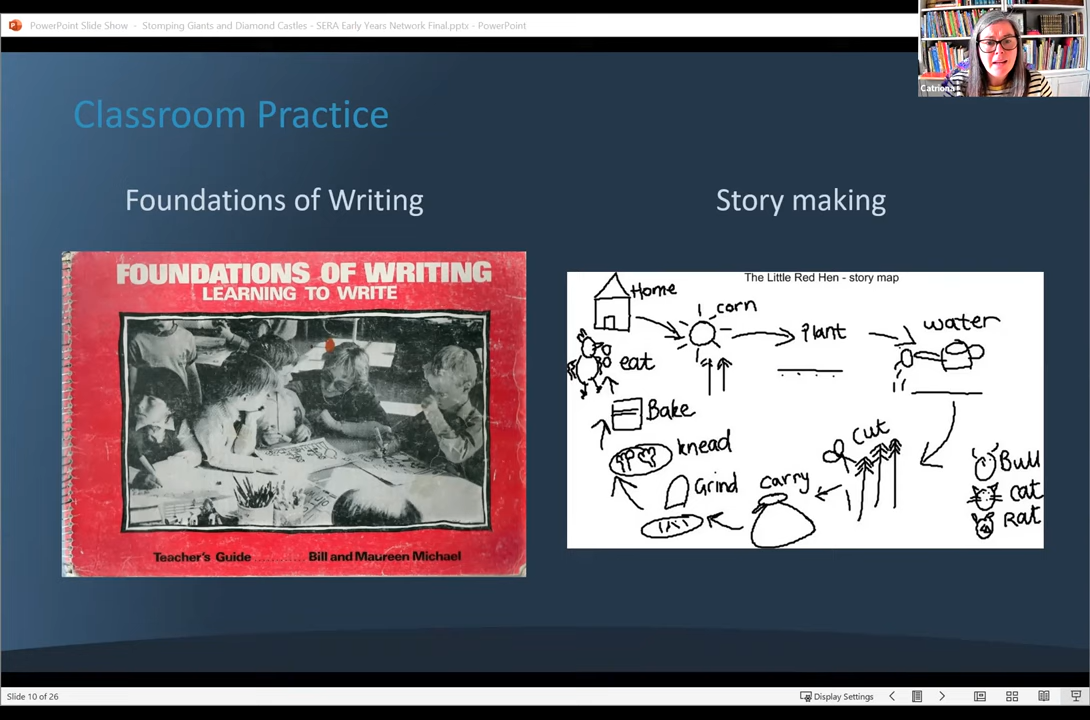 PowerPoint Slide Show - Stomping Giants and Diamond Castles - SERA Early Years Network Final.pptx - PowerPoint
Catriona
Classroom Practice
Foundations of Writing
FOUNDATIONS OF WRITING
LEARNING TO WRITE
Teacher's Guide .............. Bill and Maureen Michael
Story making
The Little Red Hen - story map
Home
corn
Plant
water
cut
carry
Grind
knead
Bake
eat
Bull
cat
Rat
Slide 10 of 26
Display Settings